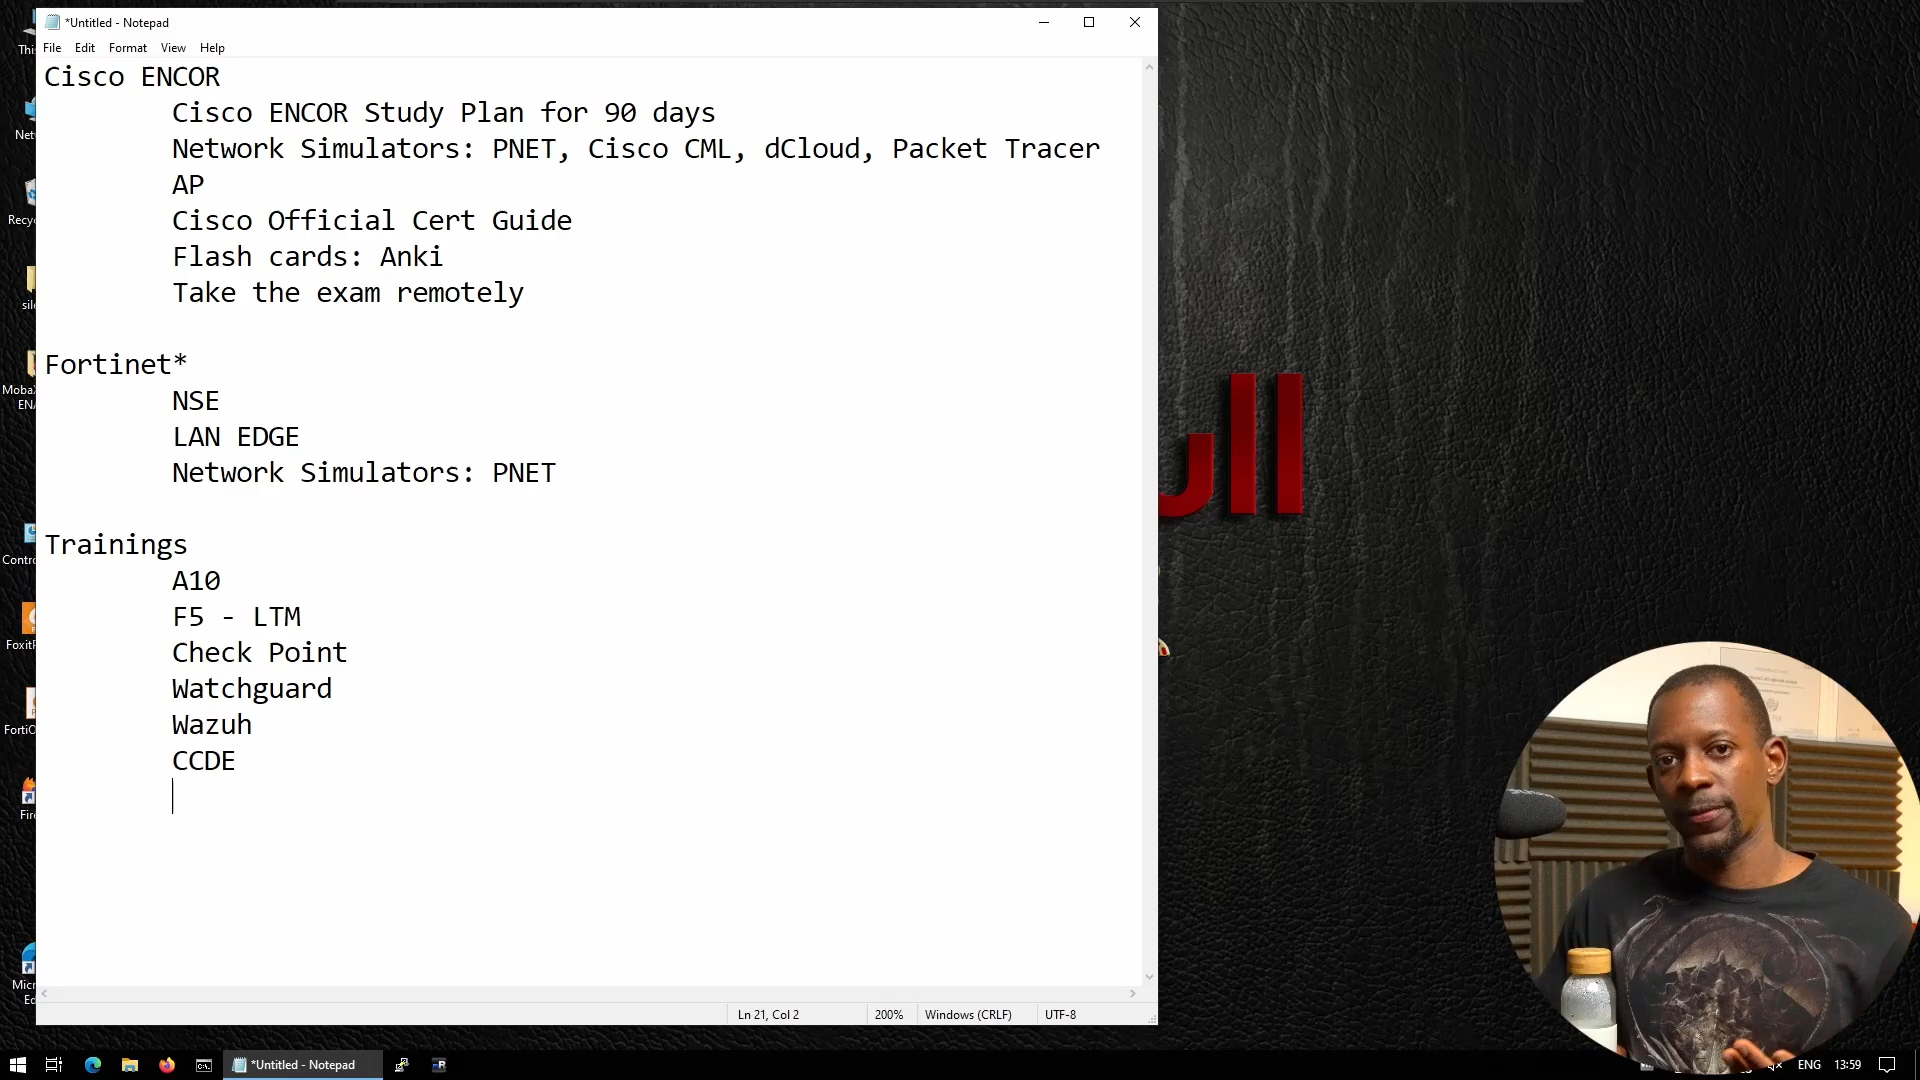 *Untitled - Notepad
File Edit Format View Help
Cisco ENCOR
Cisco ENCOR Study Plan for 90 days
Network Simulators: PNET, Cisco CML, dCloud, Packet Tracer
AP
Cisco Official Cert Guide
Flash cards: Anki
Take the exam remotely
Fortinet*
NSE
LAN EDGE
Network Simulators: PNET
Trainings
A10
F5 - LTM
Check Point
Watchguard
Wazuh
CCDE
Ln 21, Col 2
200%
Windows (CRLF)
UTF-8
*Untitled - Notepad
ENG
13:59